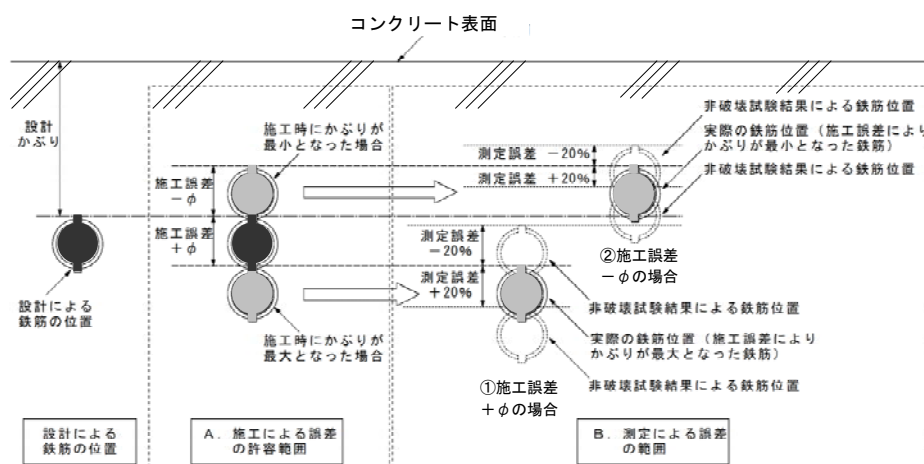 コンクリート表面
設計
かぶり
施工時にかぶりが
最小となった場合
施工誤差
－φ
施工誤差
＋φ
設計による
鉄筋の位置
施工時にかぶりが
最大となった場合
測定誤差 －20%
測定誤差 ＋20%
非破壊試験結果による鉄筋位置
実際の鉄筋位置（施工誤差により
かぶりが最小となった鉄筋）
非破壊試験結果による鉄筋位置
②施工誤差
－φの場合
測定誤差
－20%
測定誤差
＋20%
非破壊試験結果による鉄筋位置
実際の鉄筋位置（施工誤差により
かぶりが最大となった鉄筋）
非破壊試験結果による鉄筋位置
①施工誤差
＋φの場合
設計による
鉄筋の位置
A．施工による誤差
の許容範囲
B．測定による誤差
の範囲